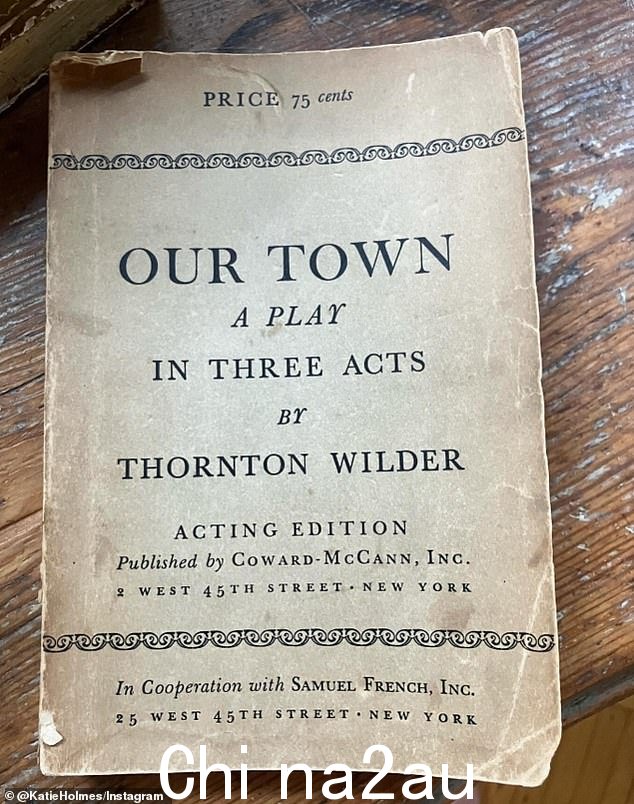 PRICE 75 cents
OUR TOWN
A PLAY
IN THREE ACTS
BY
THORNTON WILDER
ACTING EDITION
Published by COWARD-MCCANN, INC.
2 WEST 45TH STREET · NEW YORK
In Cooperation with SAMUEL FRENCH, INC.
25 WEST 45TH STREET · NEW YORK
Chi na2au
© @KatieHolmes/Instagram